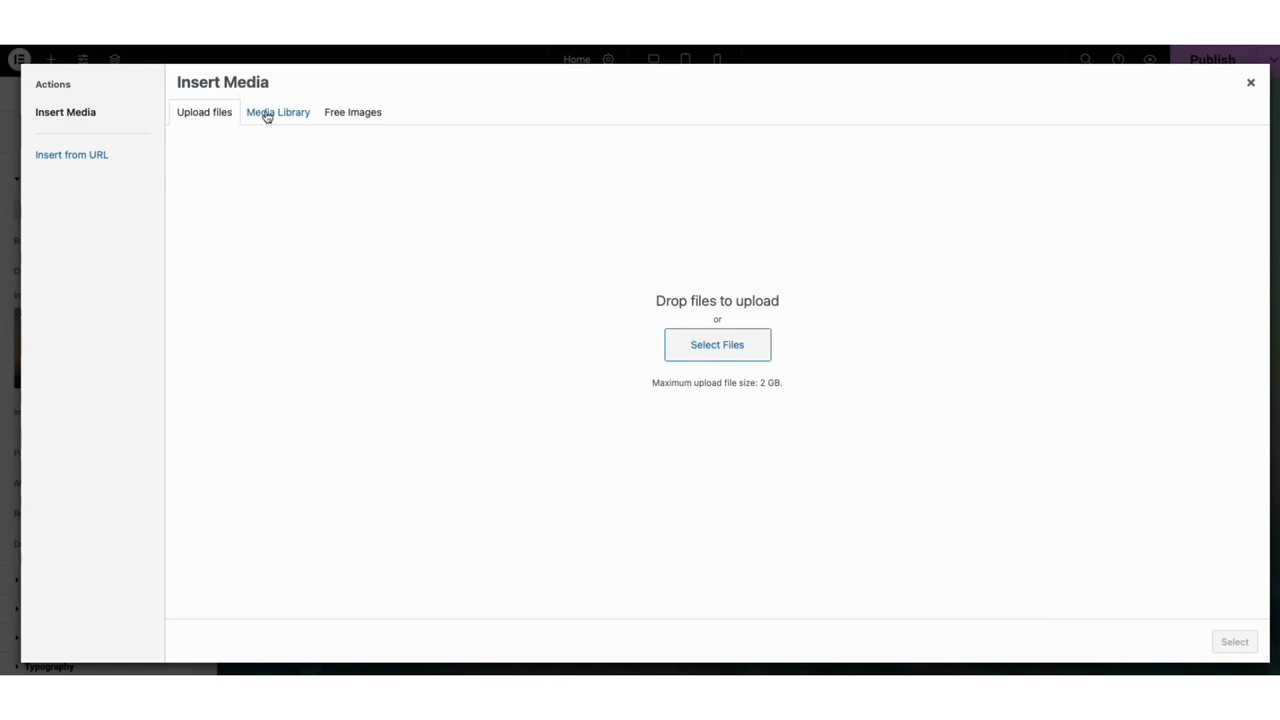 Home
Publish
Actions
Insert Media
Insert from URL
Insert Media
Upload files
Media Library
Free Images
Drop files to upload
or
Select Files
Maximum upload file size: 2 GB.
Select
Typography